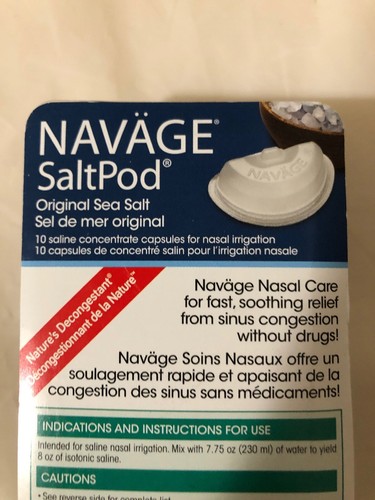 NAVÄGE®
SaltPod®
Original Sea Salt
Sel de mer original
10 saline concentrate capsules for nasal irrigation
10 capsules de concentré salin pour l'irrigation nasale
NAVÄGE
Nature's Decongestant®
Décongestionnant de la Nature™
Naväge Nasal Care
for fast, soothing relief
from sinus congestion
without drugs!
Naväge Soins Nasaux offre un
soulagement rapide et apaisant de la
congestion des sinus sans médicaments!
INDICATIONS AND INSTRUCTIONS FOR USE
Intended for saline nasal irrigation. Mix with 7.75 oz (230 ml) of water to yield
8 oz of isotonic saline.
CAUTIONS
• See reverse side for complete list